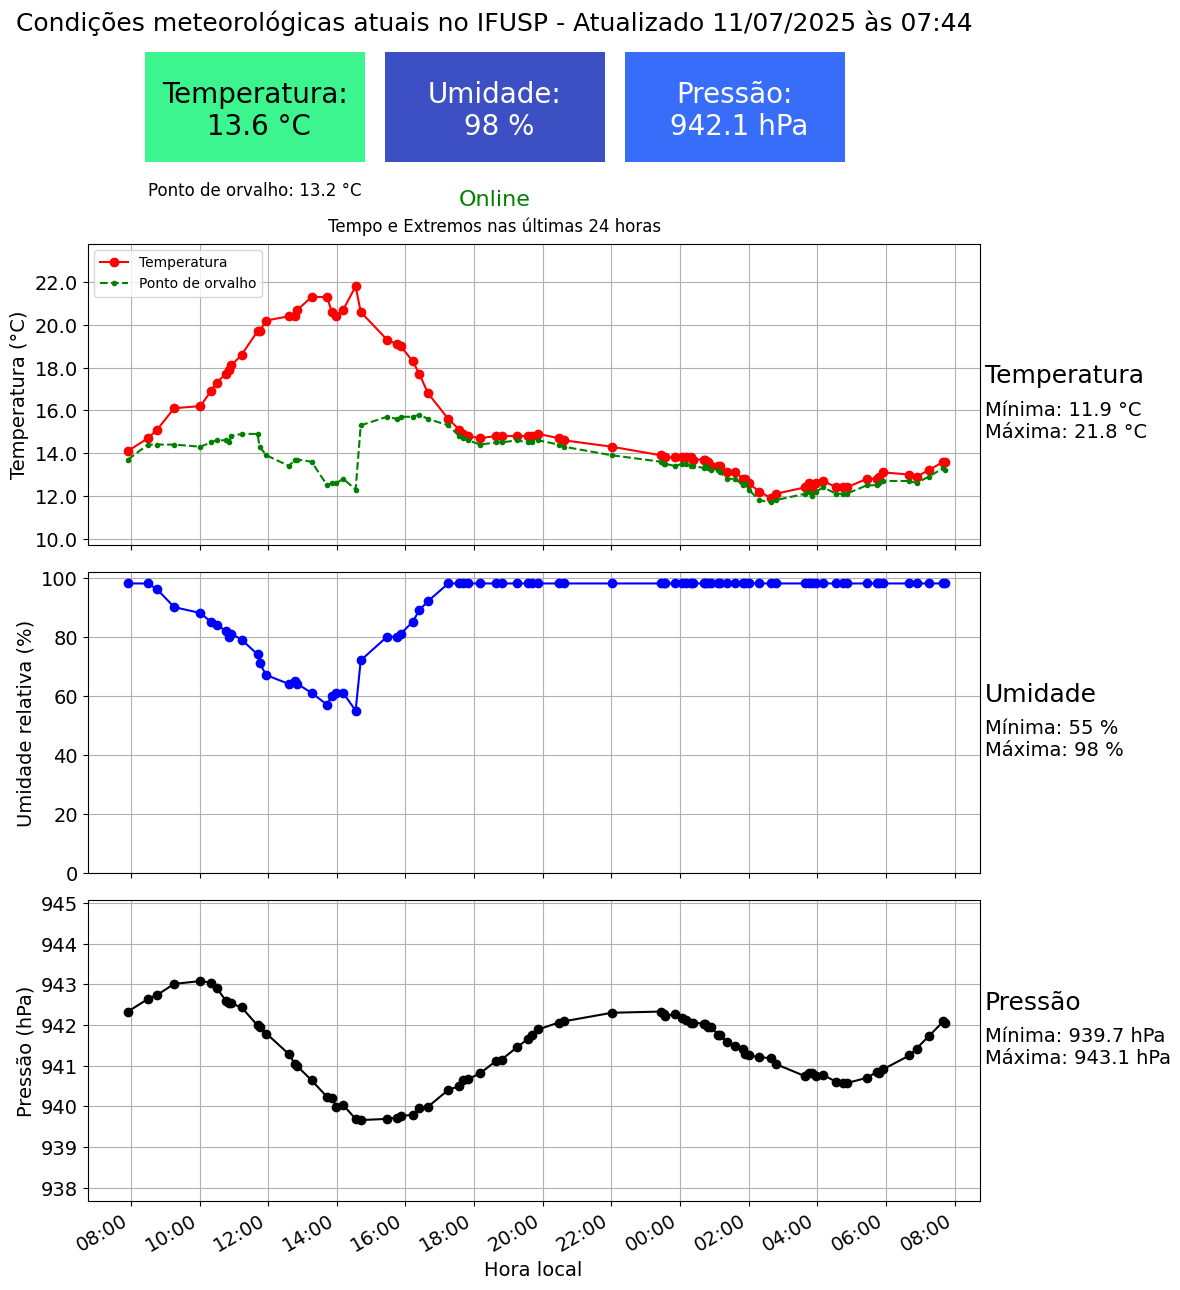 Condições meteorológicas atuais no IFUSP - Atualizado 11/07/2025 às 07:44
Temperatura:
13.6 °C
Umidade:
98 %
Pressão:
942.1 hPa
Ponto de orvalho: 13.2 °C
Online
Tempo e Extremos nas últimas 24 horas
Temperatura
Ponto de orvalho
Temperatura (°C)
22.0
20.0
18.0
16.0
14.0
12.0
10.0
Temperatura
Mínima: 11.9 °C
Máxima: 21.8 °C
Umidade relativa (%)
100
80
60
40
20
0
Umidade
Mínima: 55 %
Máxima: 98 %
Pressão (hPa)
945
944
943
942
941
940
939
938
Pressão
Mínima: 939.7 hPa
Máxima: 943.1 hPa
08:00 10:00 12:00 14:00 16:00 18:00 20:00 22:00 00:00 02:00 04:00 06:00 08:00
Hora local